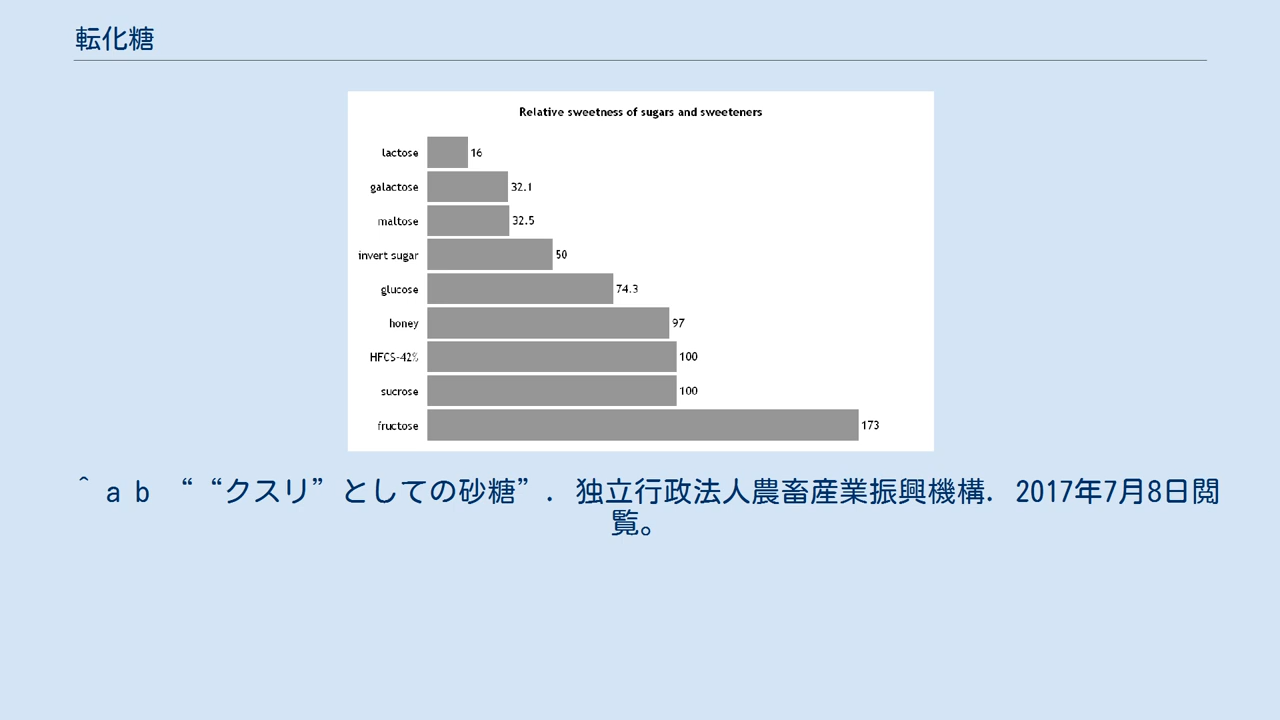 転化糖
Relative sweetness of sugars and sweeteners
lactose 16
galactose 32.1
maltose 32.5
invert sugar 50
glucose 74.3
honey 97
HFCS-42% 100
sucrose 100
fructose 173
^ a b “ “クスリ” としての砂糖” . 独立行政法人農畜産業振興機構. 2017年7月8日閲
覧。